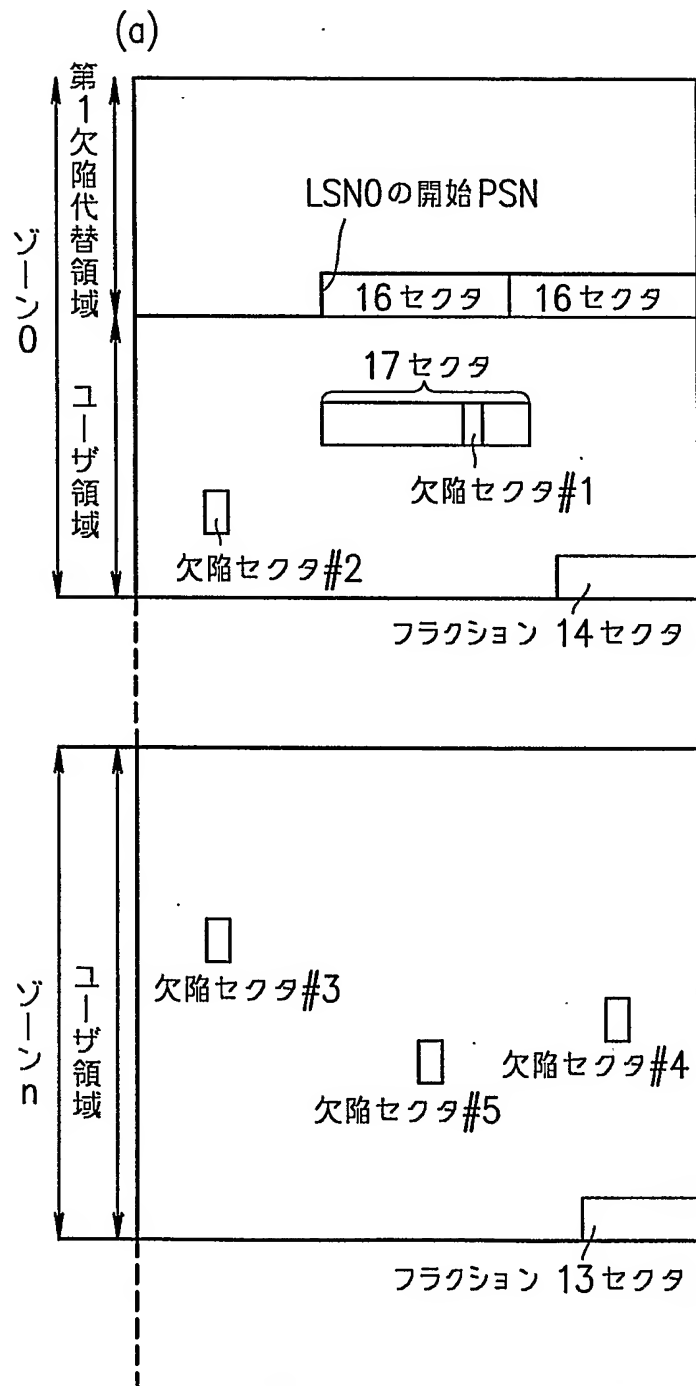 (a)
ゾーン0
第1欠陥代替領域
LSN0の開始PSN
16セクタ
16セクタ
ユーザ領域
17セクタ
欠陥セクタ#1
欠陥セクタ#2
フラクション 14セクタ
ゾーンn
ユーザ領域
欠陥セクタ#3
欠陥セクタ#4
欠陥セクタ#5
フラクション 13セクタ